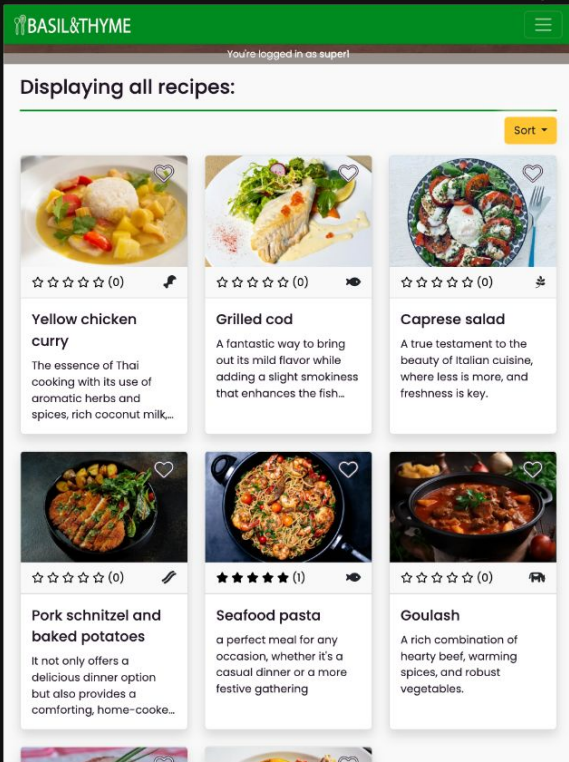 BASIL&THYME
You're logged in as super!
Displaying all recipes:
Sort
(0)
(0)
(0)
Yellow chicken
curry
The essence of Thai
cooking with its use of
aromatic herbs and
spices, rich coconut milk,...
Grilled cod
A fantastic way to bring
out its mild flavor while
adding a slight smokiness
that enhances the fish...
Caprese salad
A true testament to the
beauty of Italian cuisine,
where less is more, and
freshness is key.
(0)
(1)
(0)
Pork schnitzel and
baked potatoes
It not only offers a
delicious dinner option
but also provides a
comforting, home-cooke...
Seafood pasta
a perfect meal for any
occasion, whether it's a
casual dinner or a more
festive gathering
Goulash
A rich combination of
hearty beef, warming
spices, and robust
vegetables.